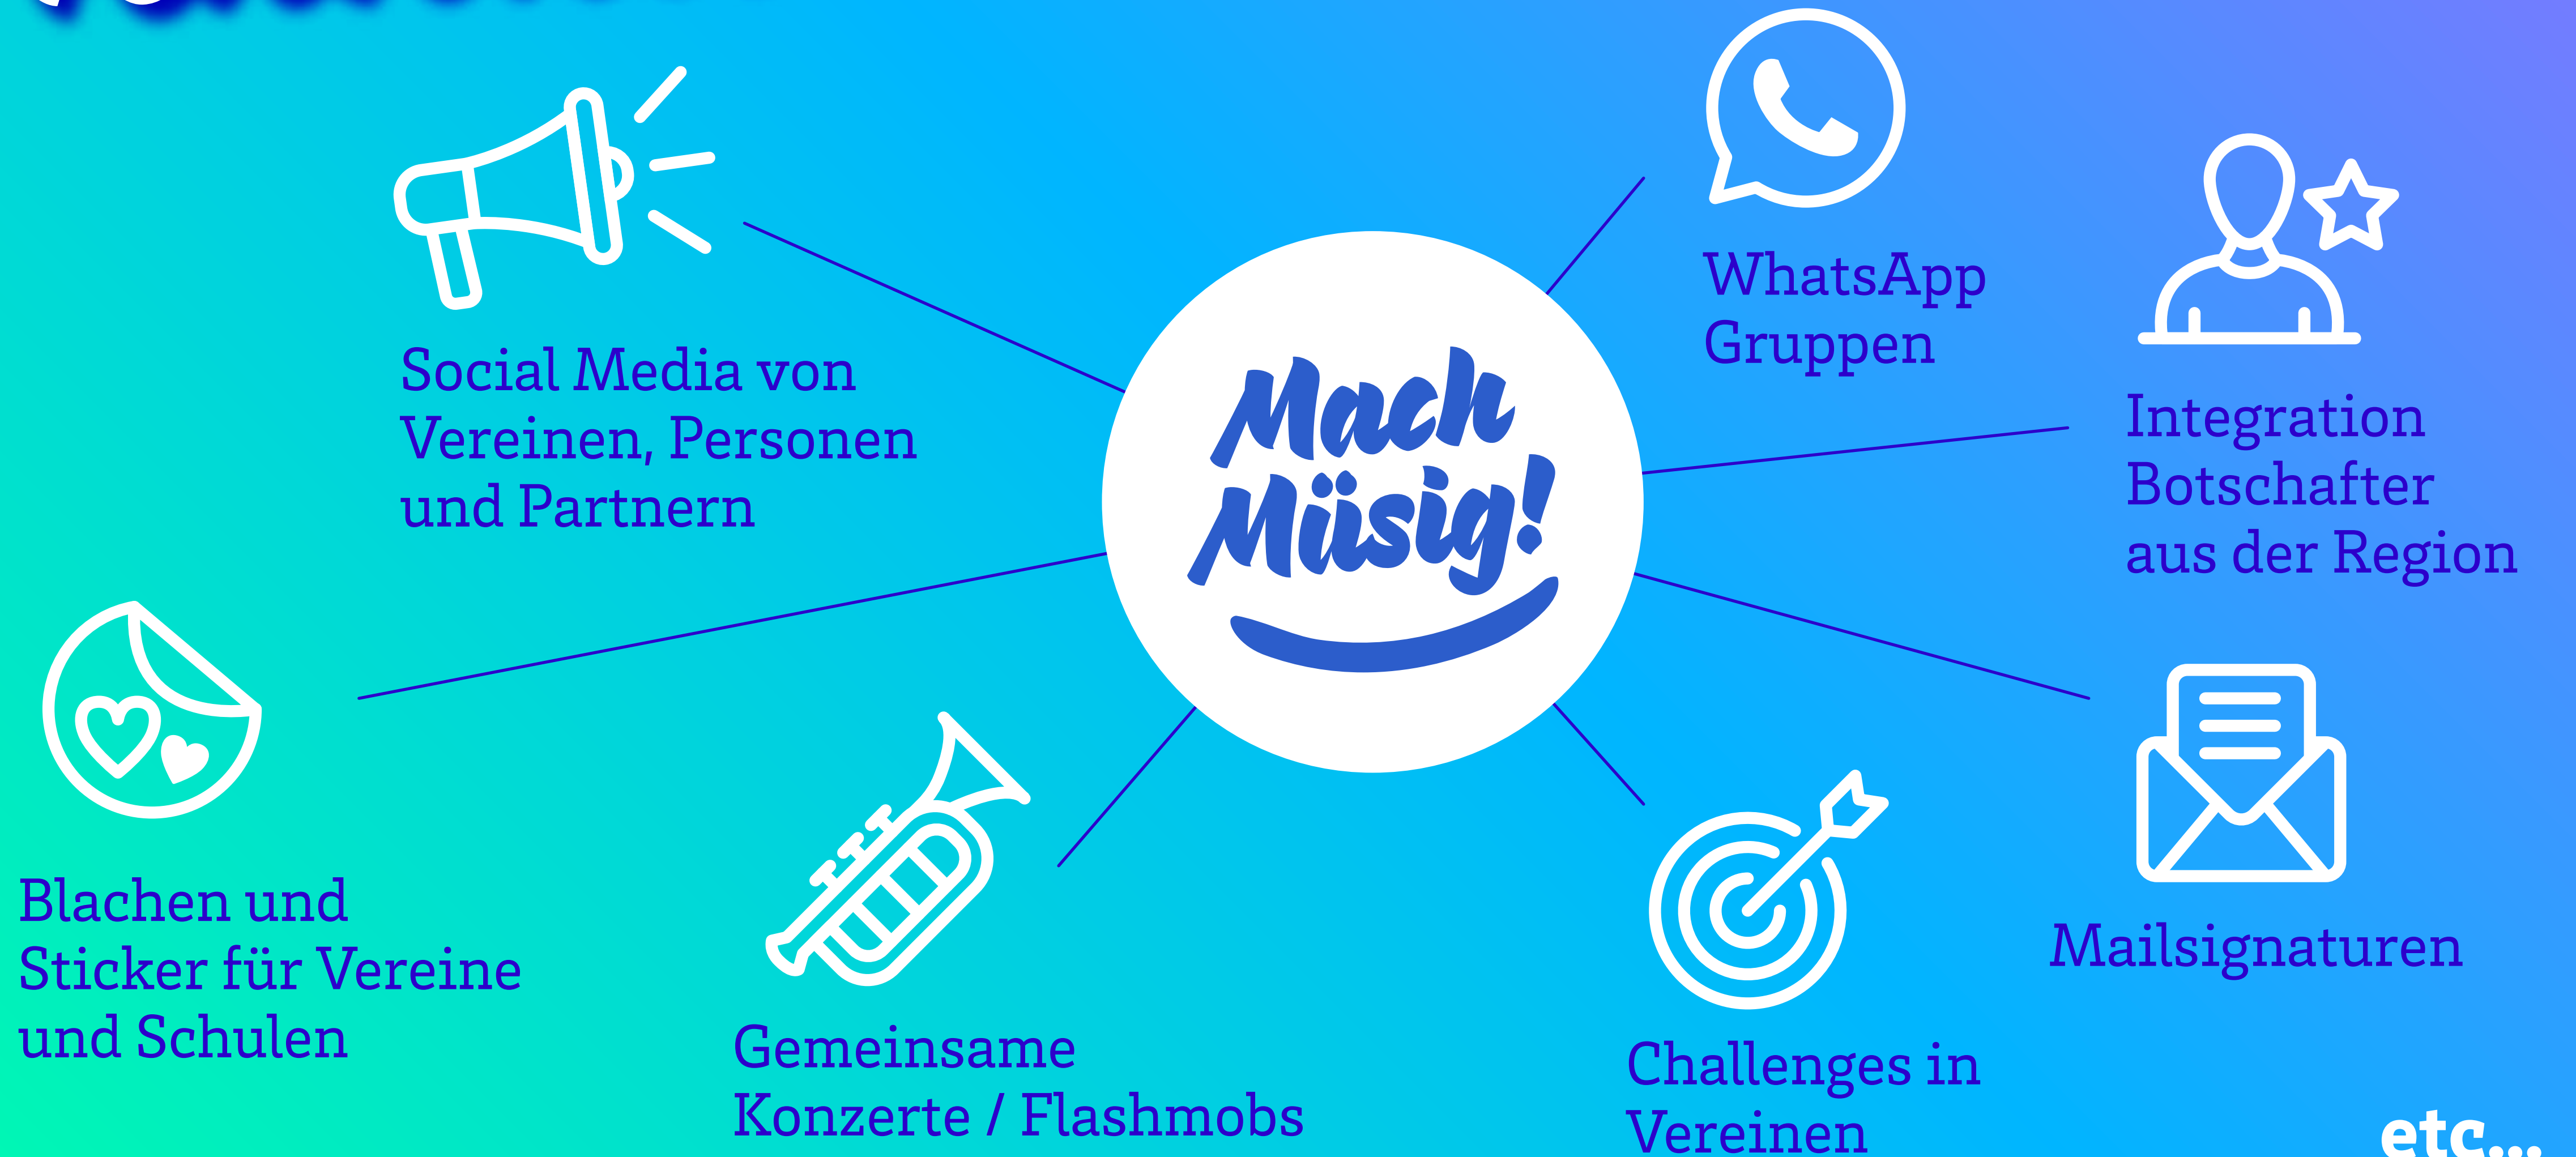 Mach
Müsig!
Social Media von
Vereinen, Personen
und Partnern
WhatsApp
Gruppen
Integration
Botschafter
aus der Region
Blachen und
Sticker für Vereine
und Schulen
Gemeinsame
Konzerte / Flashmobs
Challenges in
Vereinen
Mailsignaturen
etc...